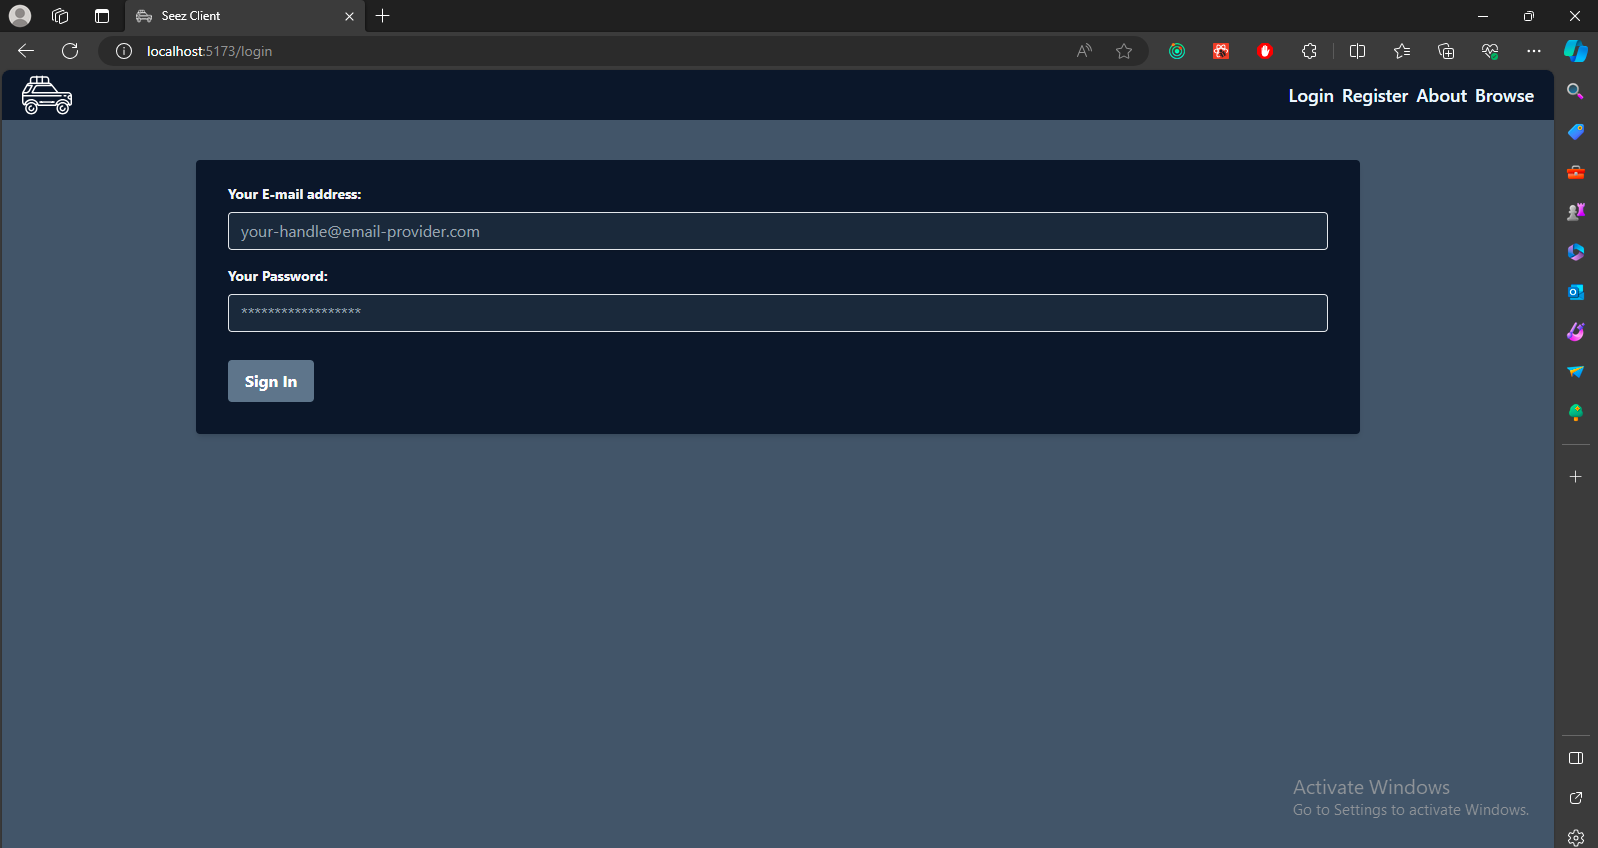 Seez Client
localhost:5173/login
Login Register About Browse
Your E-mail address:
your-handle@email-provider.com
Your Password:
******************
Sign In
Activate Windows
Go to Settings to activate Windows.